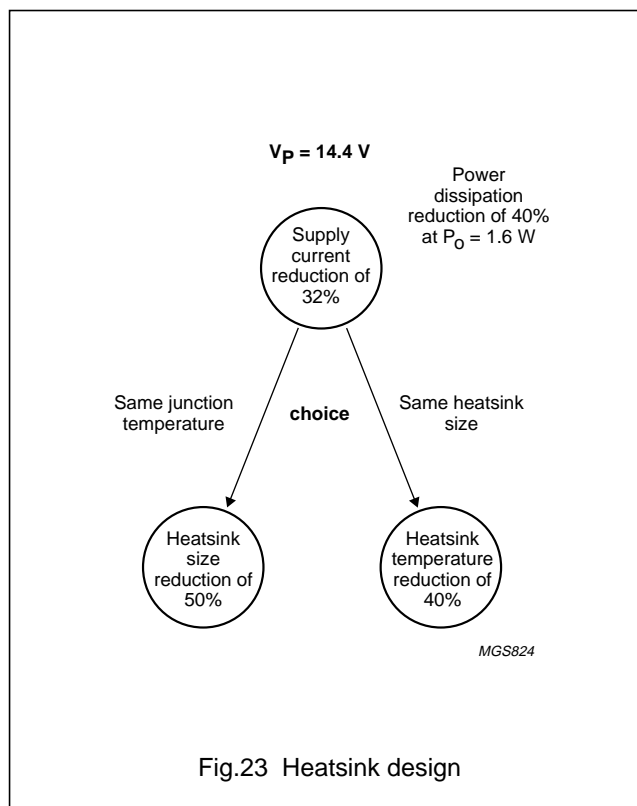 V_P = 14.4 V
Power
dissipation
reduction of 40%
at P_o = 1.6 W
Supply
current
reduction of
32%
Same junction
temperature
choice
Same heatsink
size
Heatsink
size
reduction of
50%
Heatsink
temperature
reduction of
40%
MGS824
Fig.23 Heatsink design